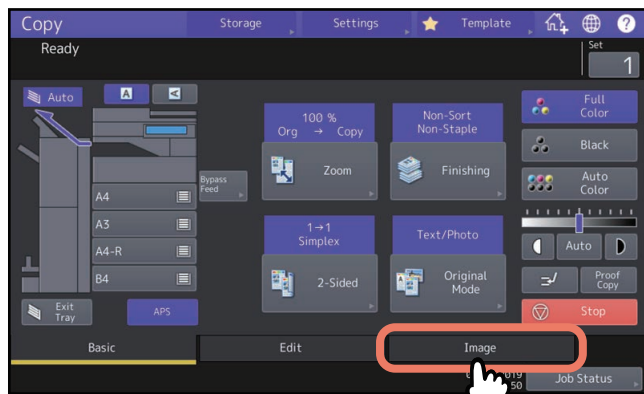 Copy
Storage
Settings
Template
?
Ready
Set
1
Auto
A
A
100 %
Org → Copy
Zoom
Non-Sort
Non-Staple
Finishing
Full
Color
Black
Auto
Color
Bypass
Feed
A4
A3
A4-R
B4
1→1
Simplex
2-Sided
Text/Photo
Original
Mode
Auto
Proof
Copy
Exit
Tray
APS
Stop
Basic
Edit
Image
019
50
Job Status